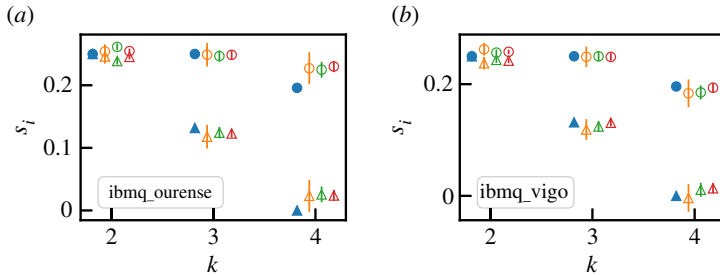 (a)
0.2
0.1
0
s_i
ibmq_ourense
2 3 4
k
(b)
0.2
0
s_i
ibmq_vigo
2 3 4
k